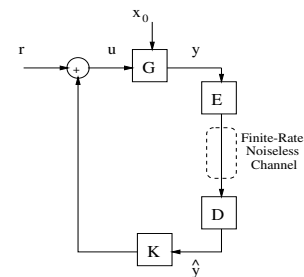 x0
r
u
y
+
G
E
Finite-Rate
Noiseless
Channel
D
K
ŷ